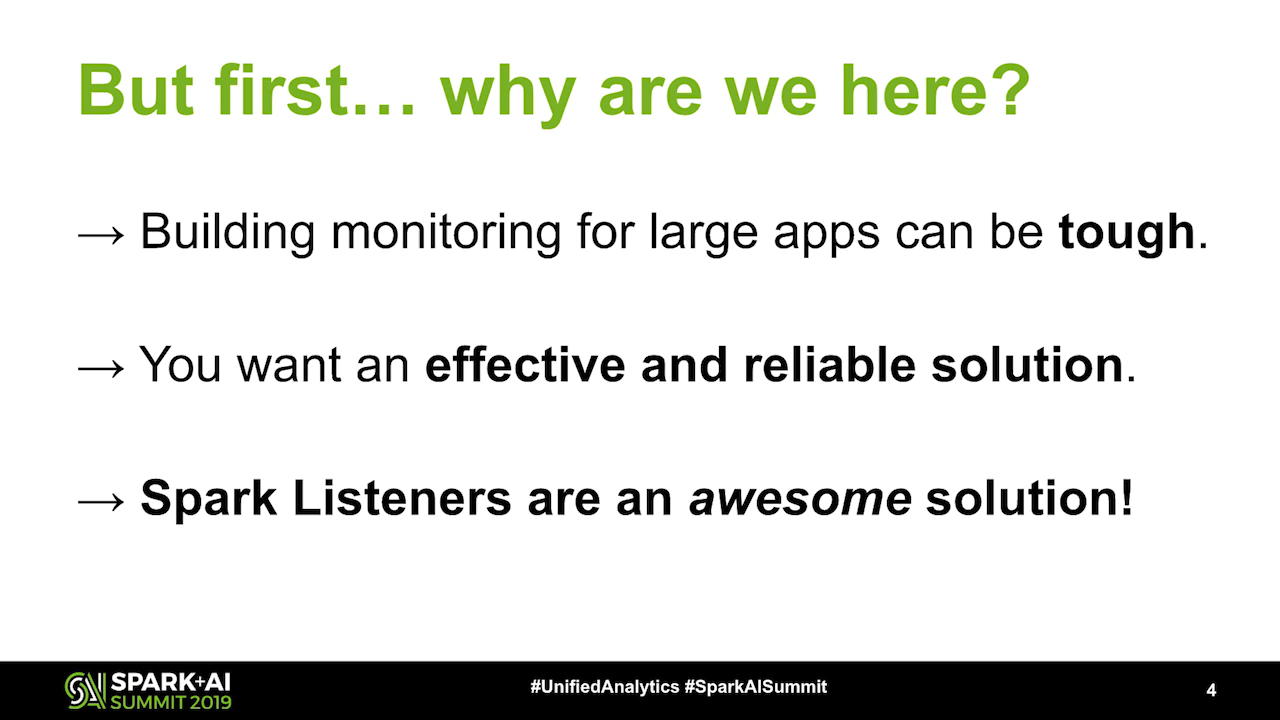 But first… why are we here?
→ Building monitoring for large apps can be tough.
→ You want an effective and reliable solution.
→ Spark Listeners are an awesome solution!
SPARK+AI
SUMMIT 2019
#UnifiedAnalytics #SparkAISummit
4